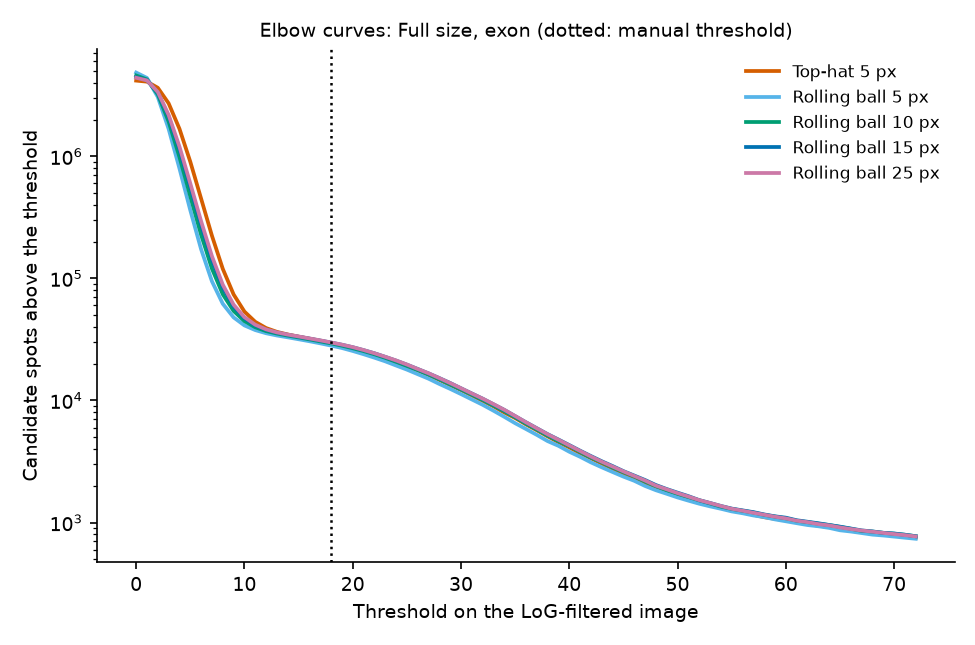 Elbow curves: Full size, exon (dotted: manual threshold)
Top-hat 5 px
Rolling ball 5 px
Rolling ball 10 px
Rolling ball 15 px
Rolling ball 25 px
Candidate spots above the threshold
10⁶
10⁵
10⁴
10³
0 10 20 30 40 50 60 70
Threshold on the LoG-filtered image